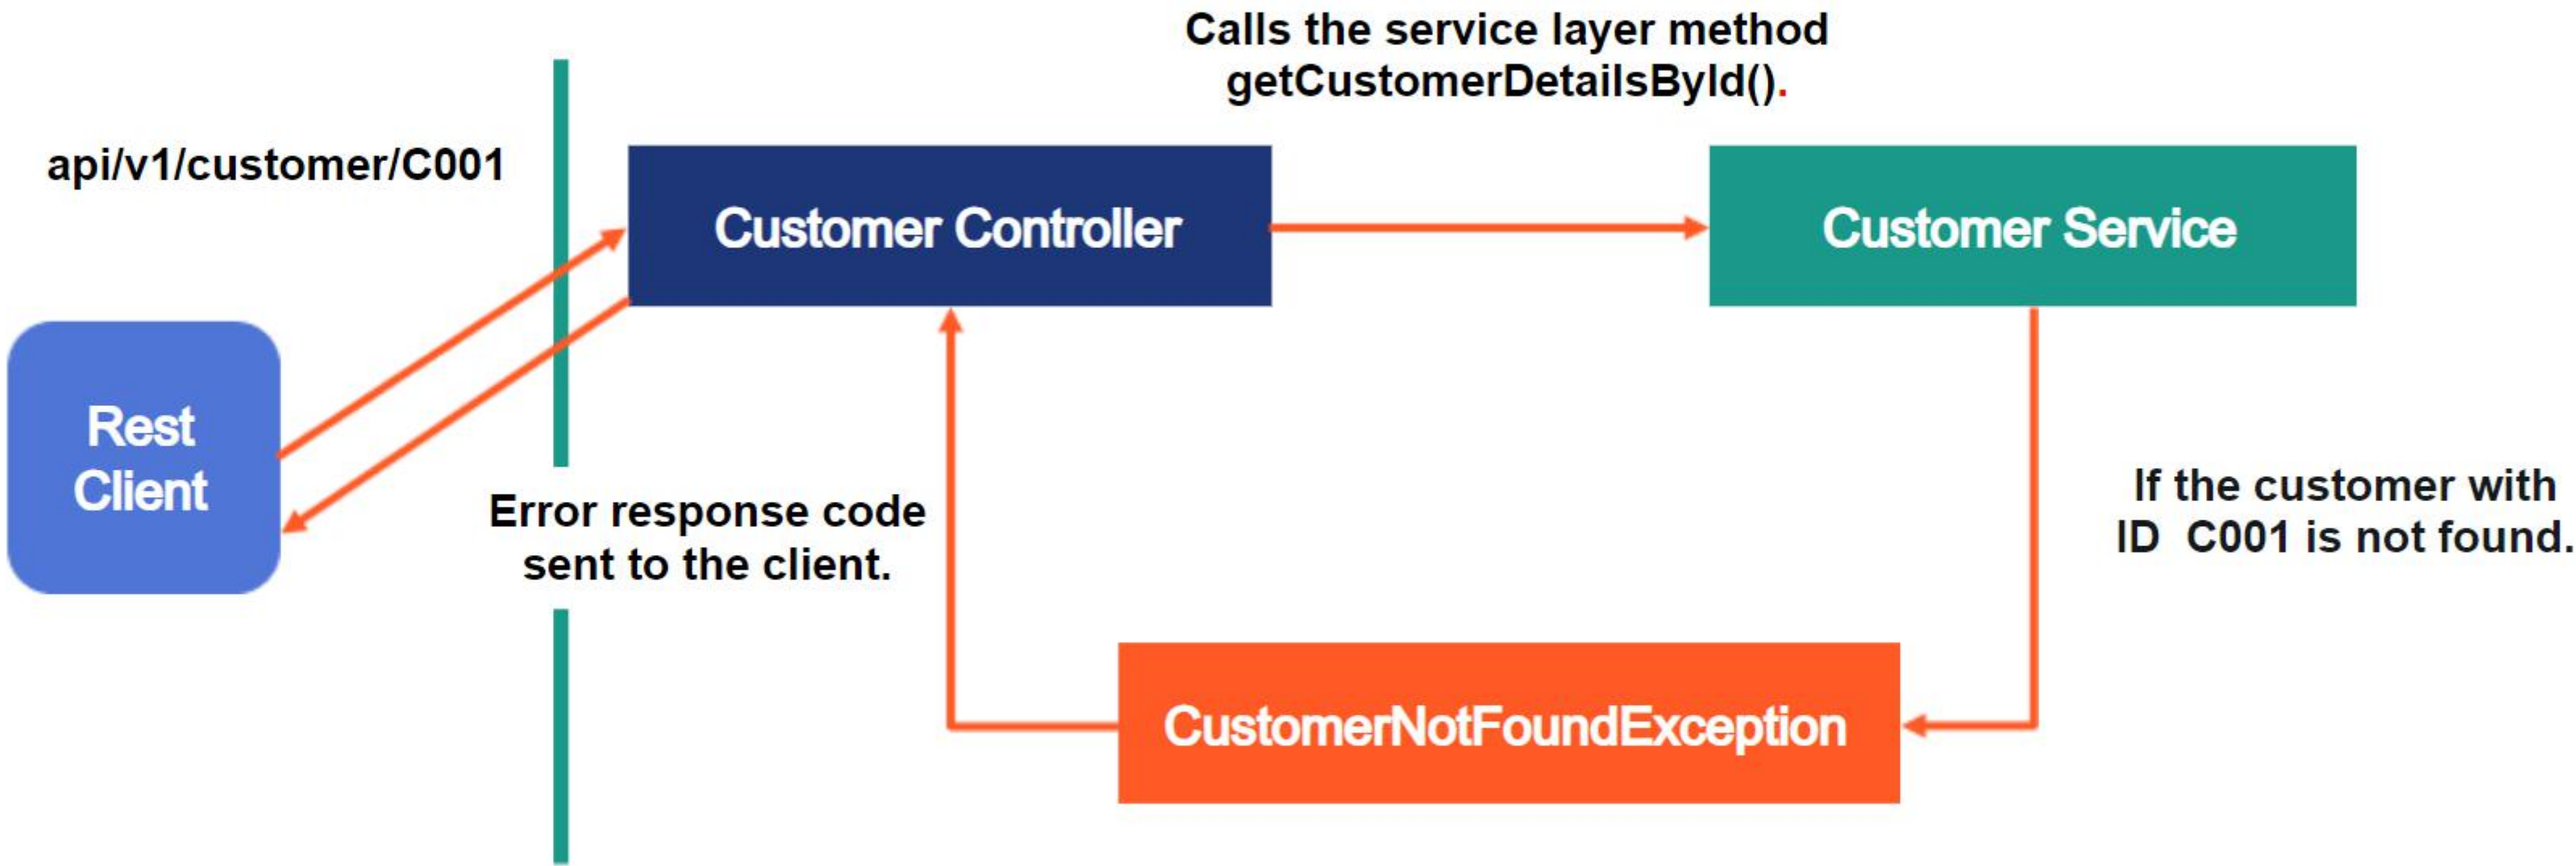 Calls the service layer method
getCustomerDetailsById().
api/v1/customer/C001
Customer Controller
Customer Service
Rest
Client
Error response code
sent to the client.
If the customer with
ID  C001 is not found.
CustomerNotFoundException